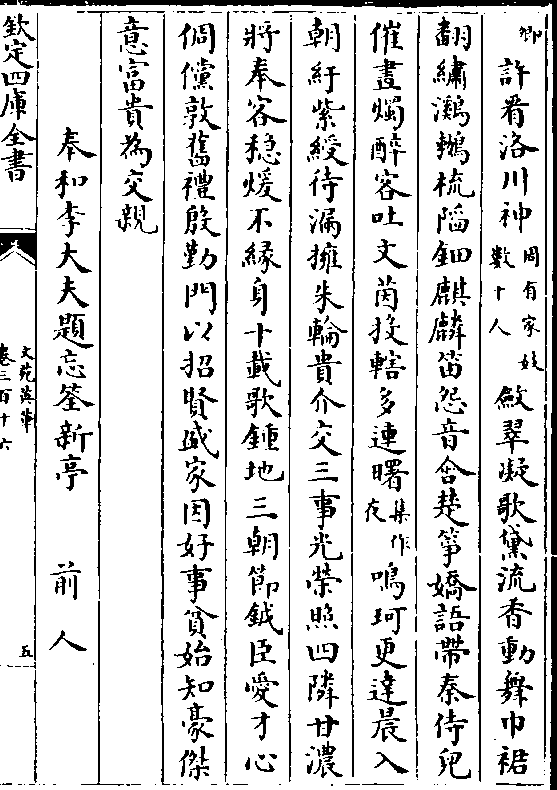 卿許看洛川神周有家妓數十人斂翠凝歌黛流香動舞巾裙
翻繡鸂鶒梳陷鈿麒麟笛怨音含楚箏嬌語帶秦侍兒
催畫燭醉客吐文茵投轄多連曙集作夜鳴珂更達晨入
朝紆紫綬待漏擁朱輪貴介交三事光榮照四隣甘濃
將奉客穏煖不緣身十載歌鍾地三朝節鉞臣愛才心
倜儻敦舊禮殷勤門以招賢盛家因好事貧始知豪傑
意富貴為交親
奉和李大夫題忘筌新亭 前人
欽定四庫全書
文苑英華
卷三百十六
五